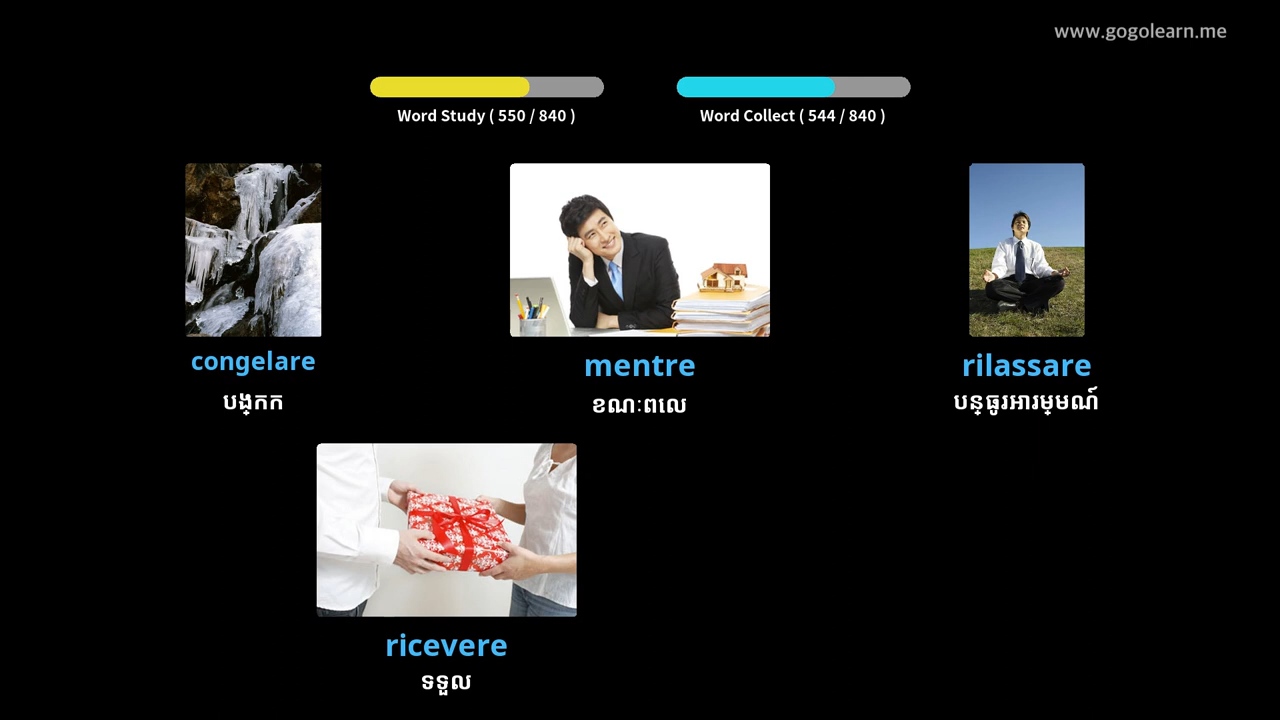 www.gogolearn.me
Word Study ( 550 / 840 )
Word Collect ( 544 / 840 )
congelare
បង្កក
mentre
ខណៈពេល
rilassare
បន្ធូរអារម្មណ៍
ricevere
ទទួល